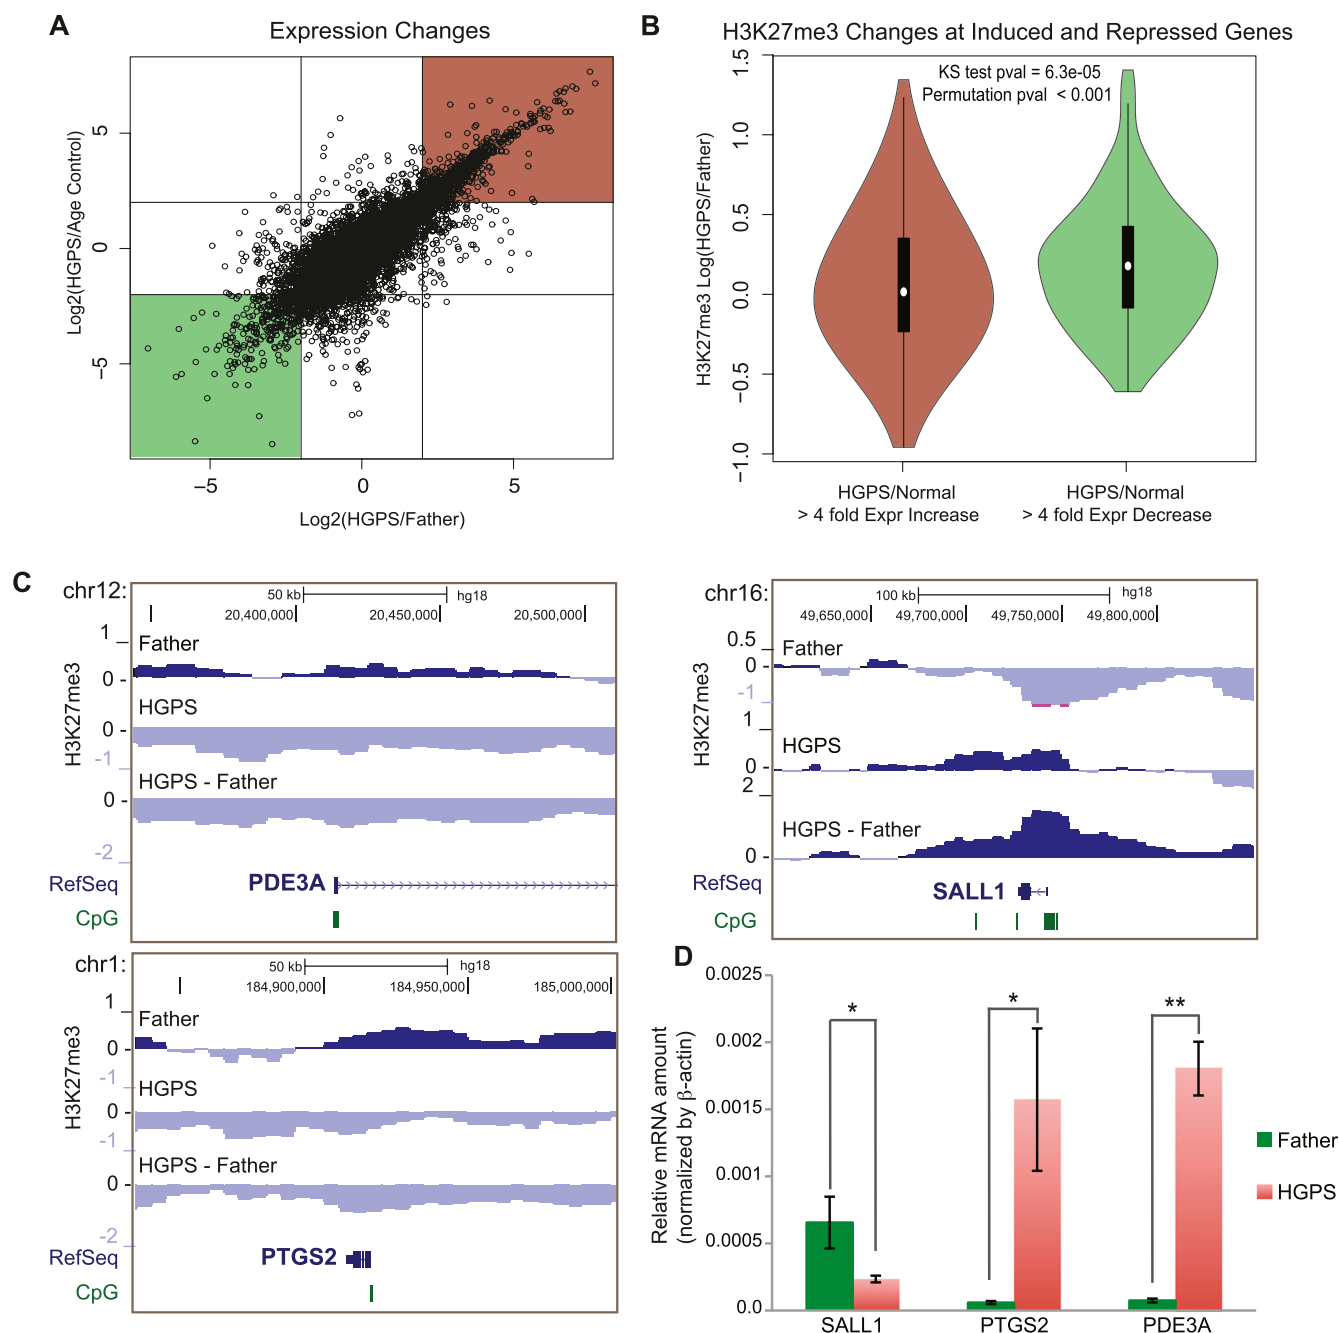 A
Expression Changes
Log2(HGPS/Age Control)
5
0
−5
−5
0
5
Log2(HGPS/Father)
B
H3K27me3 Changes at Induced and Repressed Genes
KS test pval = 6.3e-05
Permutation pval < 0.001
H3K27me3 Log(HGPS/Father)
1.5
1.0
0.5
0.0
−0.5
−1.0
HGPS/Normal
> 4 fold Expr Increase
HGPS/Normal
> 4 fold Expr Decrease
C
chr12:
50 kb
hg18
20,400,000
20,450,000
20,500,000
H3K27me3
1
Father
0
HGPS
0
-1
HGPS - Father
0
-2
RefSeq
PDE3A
CpG
chr16:
100 kb
hg18
49,650,000
49,700,000
49,750,000
49,800,000
H3K27me3
0.5
Father
0
-1
1
HGPS
0
2
HGPS - Father
0
RefSeq
SALL1
CpG
chr1:
50 kb
hg18
184,900,000
184,950,000
185,000,000
H3K27me3
1
Father
0
-1
HGPS
0
-1
HGPS - Father
0
-2
RefSeq
PTGS2
CpG
D
Relative mRNA amount
(normalized by β-actin)
0.0025
0.002
0.0015
0.001
0.0005
0.0
*
*
**
SALL1
PTGS2
PDE3A
Father
HGPS